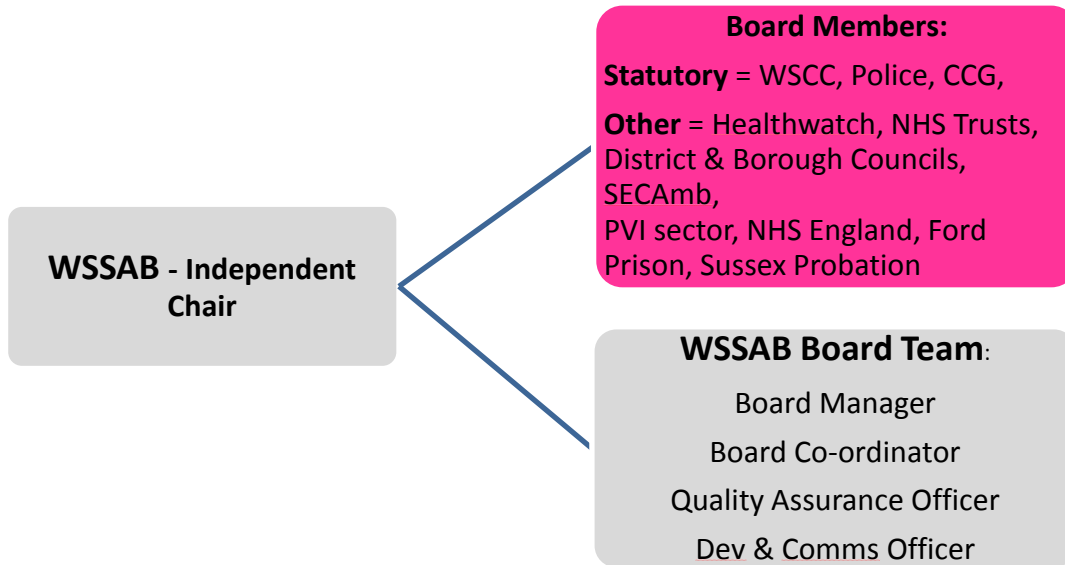 Board Members:
Statutory = WSCC, Police, CCG,
Other = Healthwatch, NHS Trusts,
District & Borough Councils,
SECAmb,
PVI sector, NHS England, Ford
Prison, Sussex Probation
WSSAB - Independent
Chair
WSSAB Board Team:
Board Manager
Board Co-ordinator
Quality Assurance Officer
Dev & Comms Officer